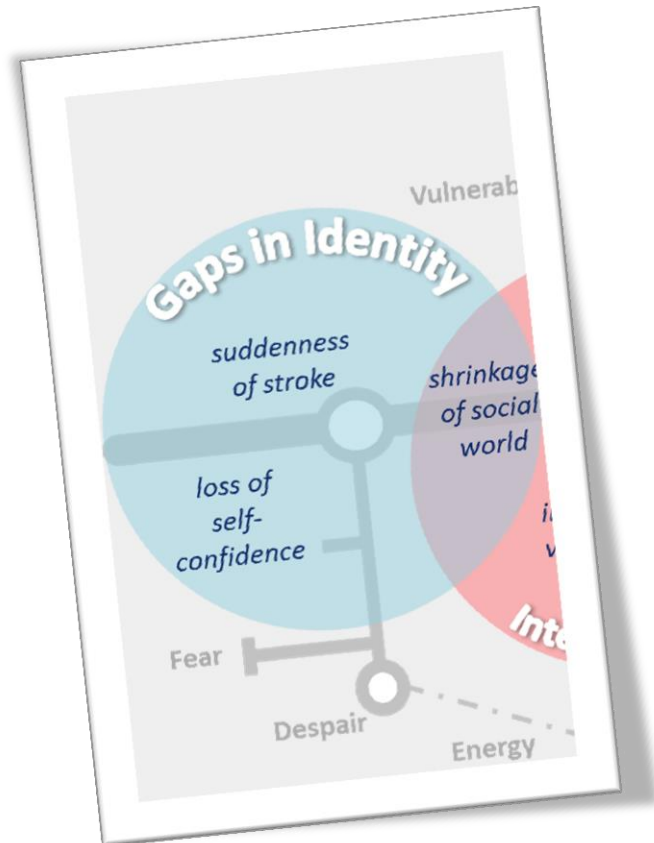 Vulnerab
Gaps in Identity
suddenness
of stroke
shrinkage
of social
world
loss of
self-
confidence
Inte
Fear
Despair
Energy